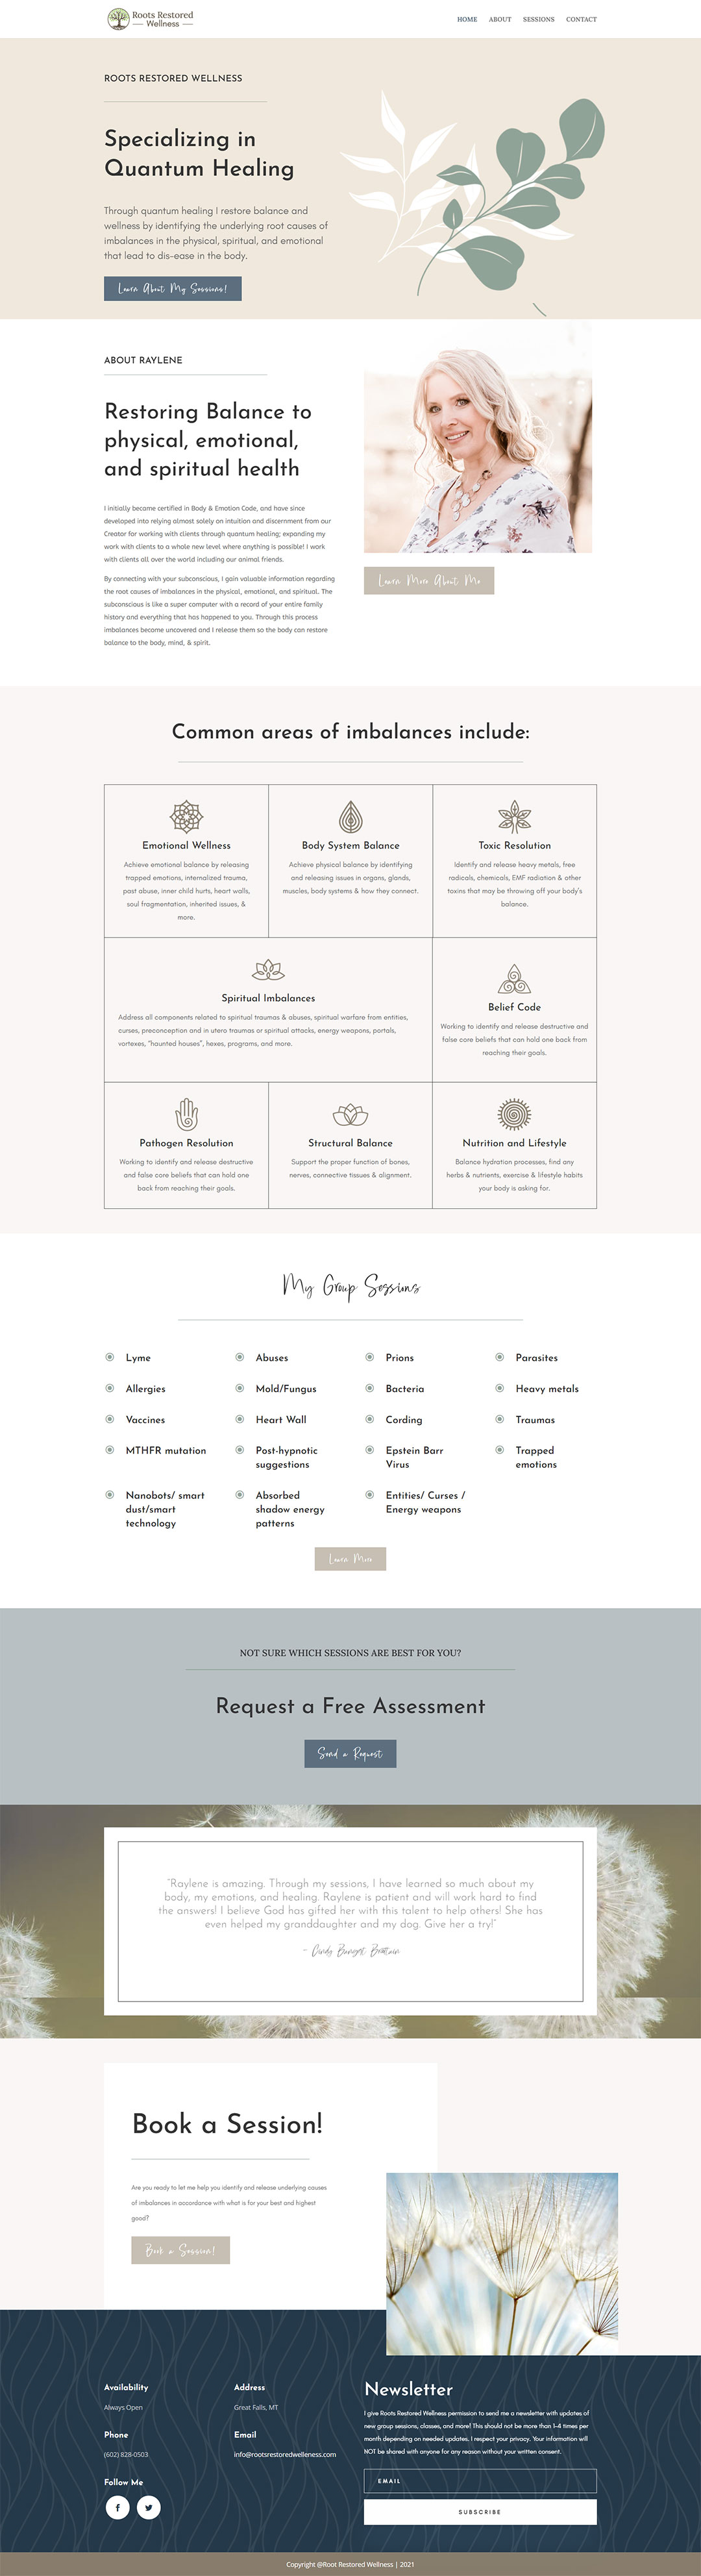 Roots Restored
Wellness
HOME
ABOUT
SESSIONS
CONTACT
ROOTS RESTORED WELLNESS
Specializing in
Quantum Healing
Through quantum healing I restore balance and
wellness by identifying the underlying root causes of
imbalances in the physical, spiritual, and emotional
that lead to dis-ease in the body.
Learn About My Sessions!
ABOUT RAYLENE
Restoring Balance to
physical, emotional,
and spiritual health
I initially became certified in Body & Emotion Code, and have since
developed into relying almost solely on intuition and discernment from our
Creator for working with clients through quantum healing; expanding my
work with clients to a whole new level where anything is possible! I work
with clients all over the world including our animal friends.
By connecting with your subconscious, I gain valuable information regarding
the root causes of imbalances in the physical, emotional, and spiritual. The
subconscious is like a super computer with a record of your entire family
history and everything that has happened to you. Through this process
imbalances become uncovered and I release them so the body can restore
balance to the body, mind, & spirit.
Learn More About Me
Common areas of imbalances include:
Emotional Wellness
Achieve emotional balance by releasing
trapped emotions, internalized trauma,
past abuse, inner child hurts, heart walls,
soul fragmentation, inherited issues, &
more.
Body System Balance
Achieve physical balance by identifying
and releasing issues in organs, glands,
muscles, body systems & how they connect.
Toxic Resolution
Identify and release heavy metals, free
radicals, chemicals, EMF radiation & other
toxins that may be throwing off your body's
balance.
Spiritual Imbalances
Address all components related to spiritual traumas & abuses, spiritual warfare from entities,
curses, preconception and in utero traumas or spiritual attacks, energy weapons, portals,
vortexes, "haunted houses", hexes, programs, and more.
Belief Code
Working to identify and release destructive and
false core beliefs that can hold one back from
reaching their goals.
Pathogen Resolution
Working to identify and release destructive
and false core beliefs that can hold one
back from reaching their goals.
Structural Balance
Support the proper function of bones,
nerves, connective tissues & alignment.
Nutrition and Lifestyle
Balance hydration processes, find any
herbs & nutrients, exercise & lifestyle habits
your body is asking for.
My Group Sessions
Lyme
Abuses
Prions
Parasites
Allergies
Mold/Fungus
Bacteria
Heavy metals
Vaccines
Heart Wall
Cording
Traumas
MTHFR mutation
Post-hypnotic
suggestions
Epstein Barr
Virus
Trapped
emotions
Nanobots/ smart
dust/smart
technology
Absorbed
shadow energy
patterns
Entities/ Curses /
Energy weapons
Learn More
NOT SURE WHICH SESSIONS ARE BEST FOR YOU?
Request a Free Assessment
Send a Request
"Raylene is amazing. Through my sessions, I have learned so much about my
body, my emotions, and healing. Raylene is patient and will work hard to find
the answers! I believe God has gifted her with this talent to help others! She has
even helped my granddaughter and my dog. Give her a try!"
- Cindy
Book a Session!
Are you ready to let me help you identify and release underlying causes
of imbalances in accordance with what is for your best and highest
good?
Book a Session!
Availability
Always Open
Phone
(602) 828-0503
Follow Me
Address
Great Falls, MT
Email
info@rootsrestoredwelleness.com
Newsletter
I give Roots Restored Wellness permission to send me a newsletter with updates of
new group sessions, classes, and more! This should not be more than 1-4 times per
month depending on needed updates. I respect your privacy. Your information will
NOT be shared with anyone for any reason without your written consent.
EMAIL
SUBSCRIBE
Copyright @Root Restored Wellness | 2021